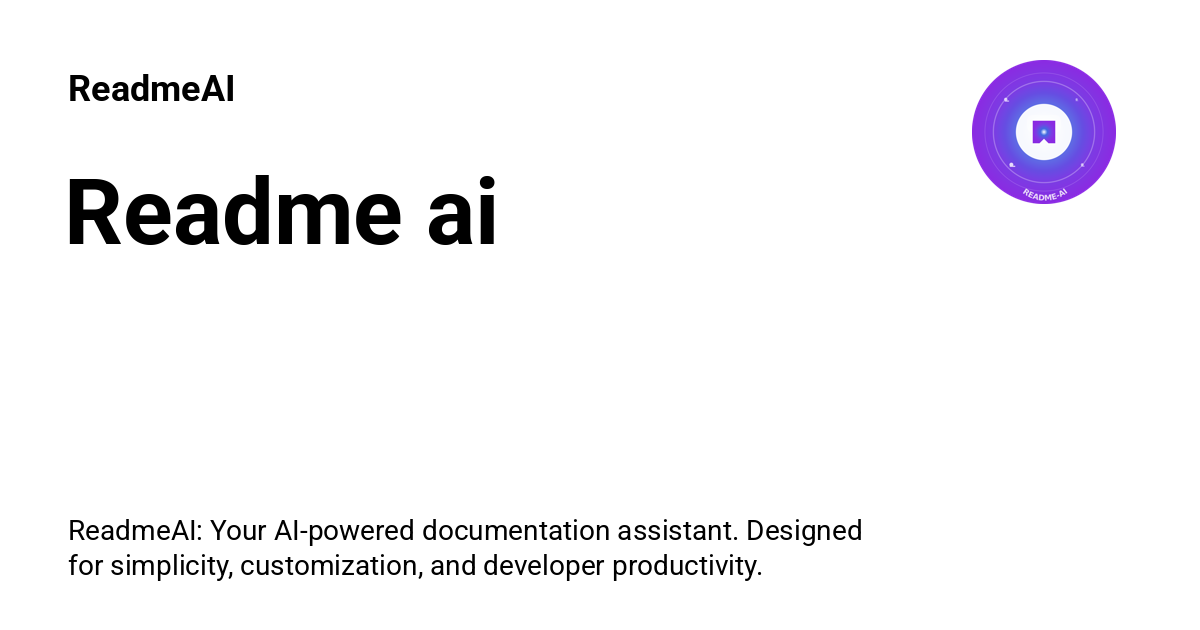 ReadmeAI
README-AI
Readme ai
ReadmeAI: Your AI-powered documentation assistant. Designed
for simplicity, customization, and developer productivity.